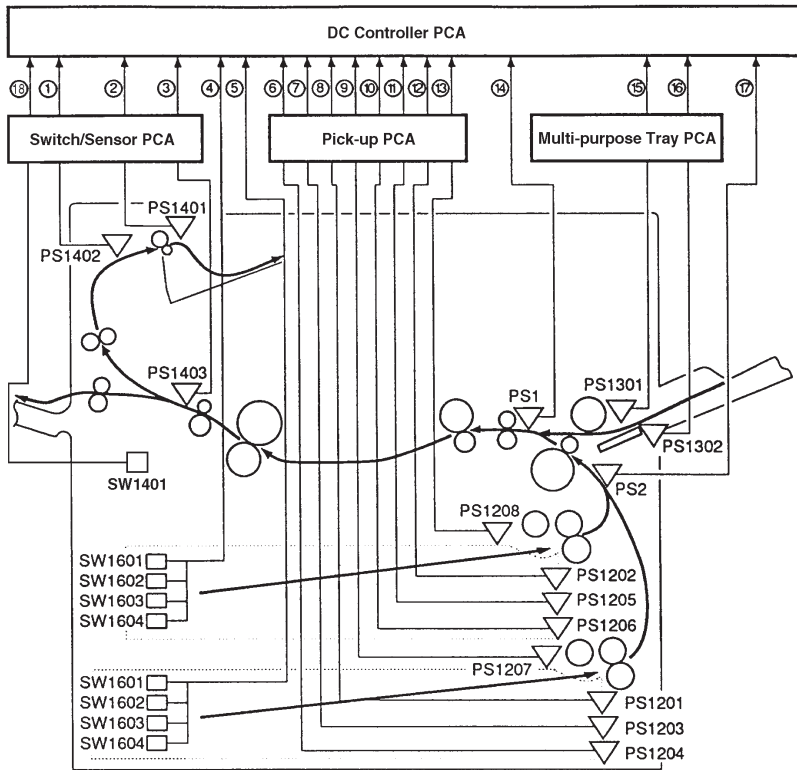 DC Controller PCA
⑱ ① ② ③ ④ ⑤ ⑥ ⑦ ⑧ ⑨ ⑩ ⑪ ⑫ ⑬ ⑭ ⑮ ⑯ ⑰
Switch/Sensor PCA
Pick-up PCA
Multi-purpose Tray PCA
PS1401
PS1402
PS1403
PS1
PS1301
PS1302
SW1401
PS2
PS1208
SW1601
SW1602
SW1603
SW1604
PS1202
PS1205
PS1206
PS1207
SW1601
SW1602
SW1603
SW1604
PS1201
PS1203
PS1204